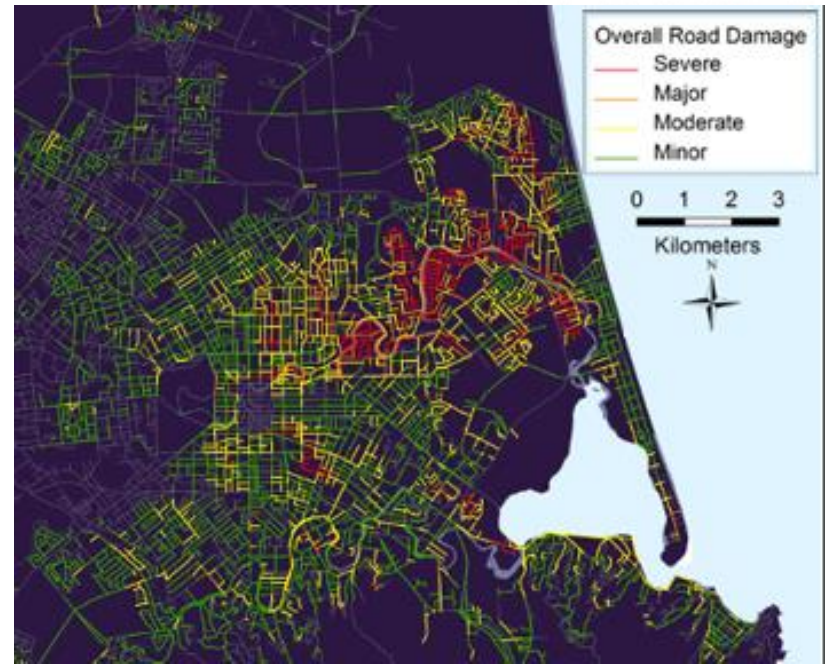 Overall Road Damage
Severe
Major
Moderate
Minor
0 1 2 3
Kilometers
N